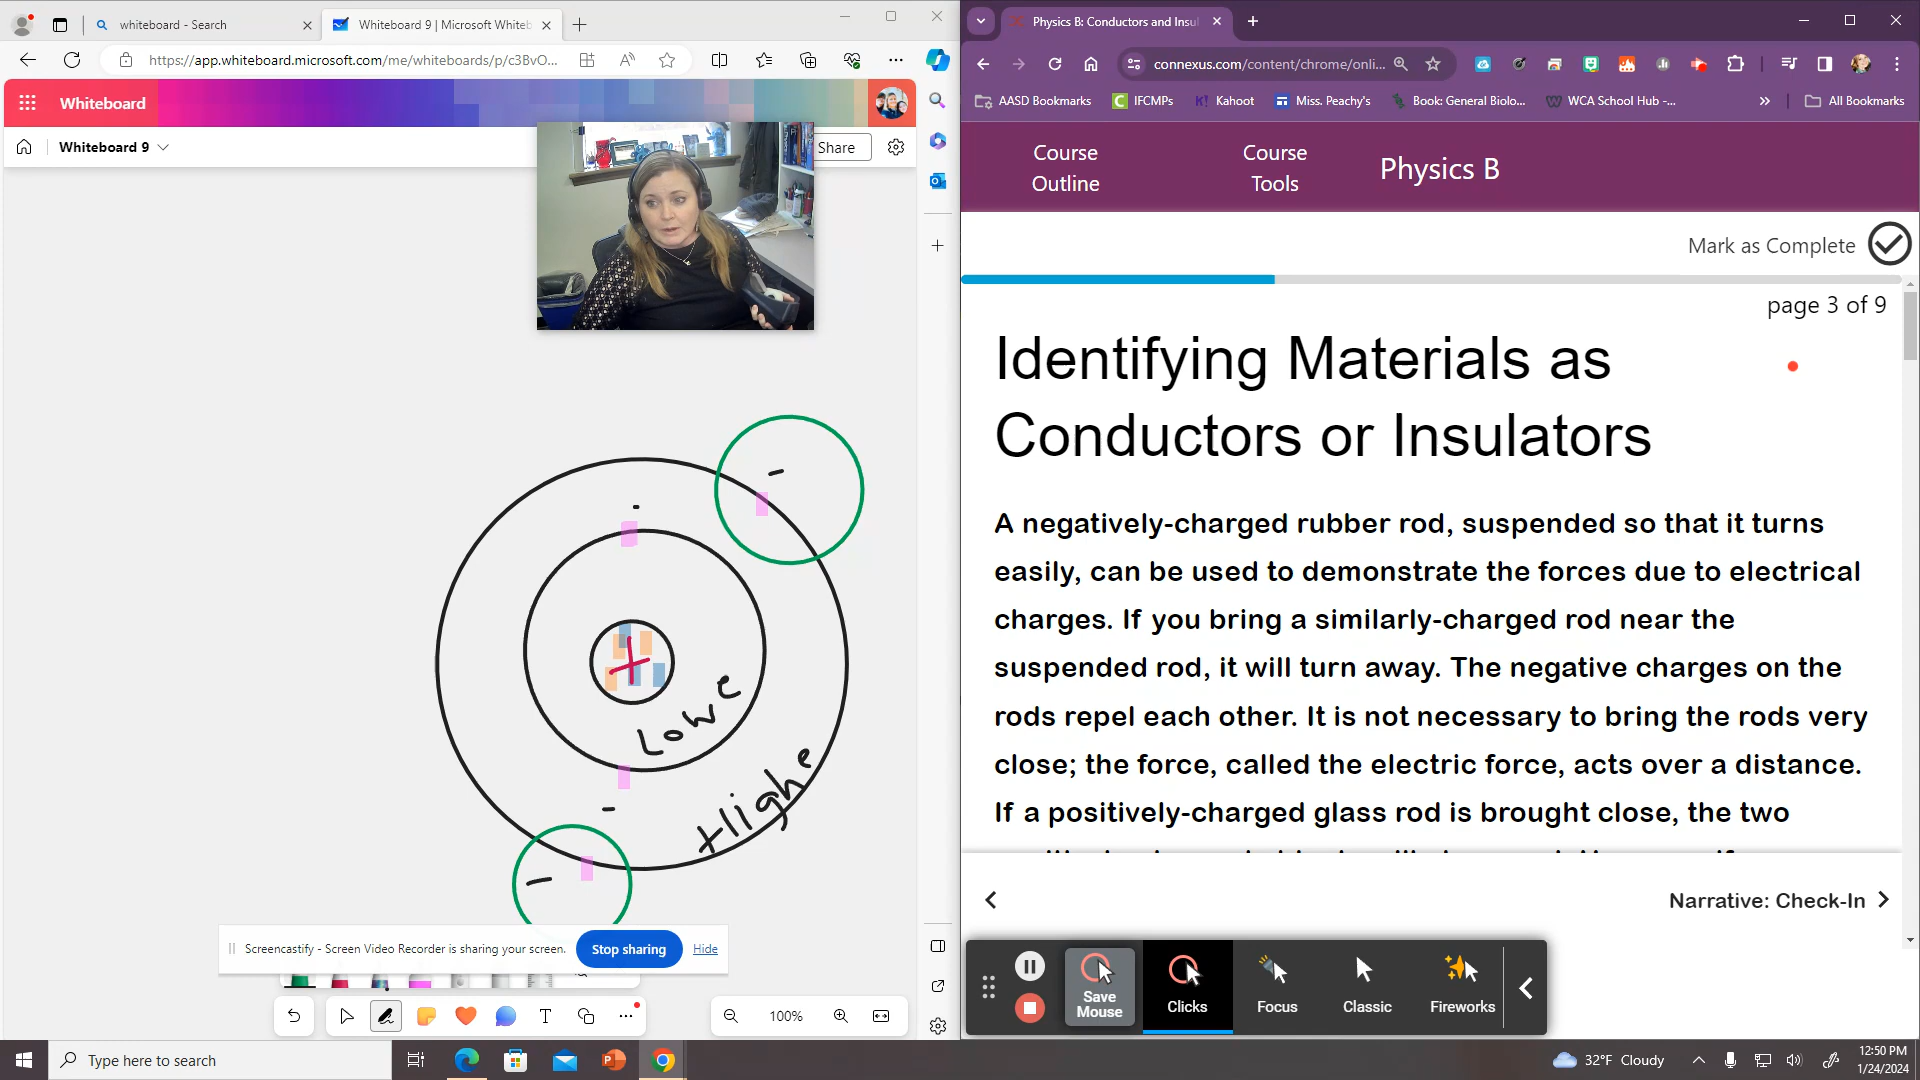 whiteboard - Search
Whiteboard 9 | Microsoft Whiteb
https://app.whiteboard.microsoft.com/me/whiteboards/p/c3BvO...
Whiteboard
Whiteboard 9
Share
-
-
-
-
Low e
High e
Screencastify - Screen Video Recorder is sharing your screen.
Stop sharing
Hide
100%
Physics B: Conductors and Insul
connexus.com/content/chrome/onli...
AASD Bookmarks
IFCMPs
Kahoot
Miss. Peachy's
Book: General Biolo...
WCA School Hub -...
All Bookmarks
Course
Outline
Course
Tools
Physics B
Mark as Complete
page 3 of 9
Identifying Materials as
Conductors or Insulators
A negatively-charged rubber rod, suspended so that it turns
easily, can be used to demonstrate the forces due to electrical
charges. If you bring a similarly-charged rod near the
suspended rod, it will turn away. The negative charges on the
rods repel each other. It is not necessary to bring the rods very
close; the force, called the electric force, acts over a distance.
If a positively-charged glass rod is brought close, the two
Narrative: Check-In
Save
Mouse
Clicks
Focus
Classic
Fireworks
Type here to search
32°F Cloudy
12:50 PM
1/24/2024